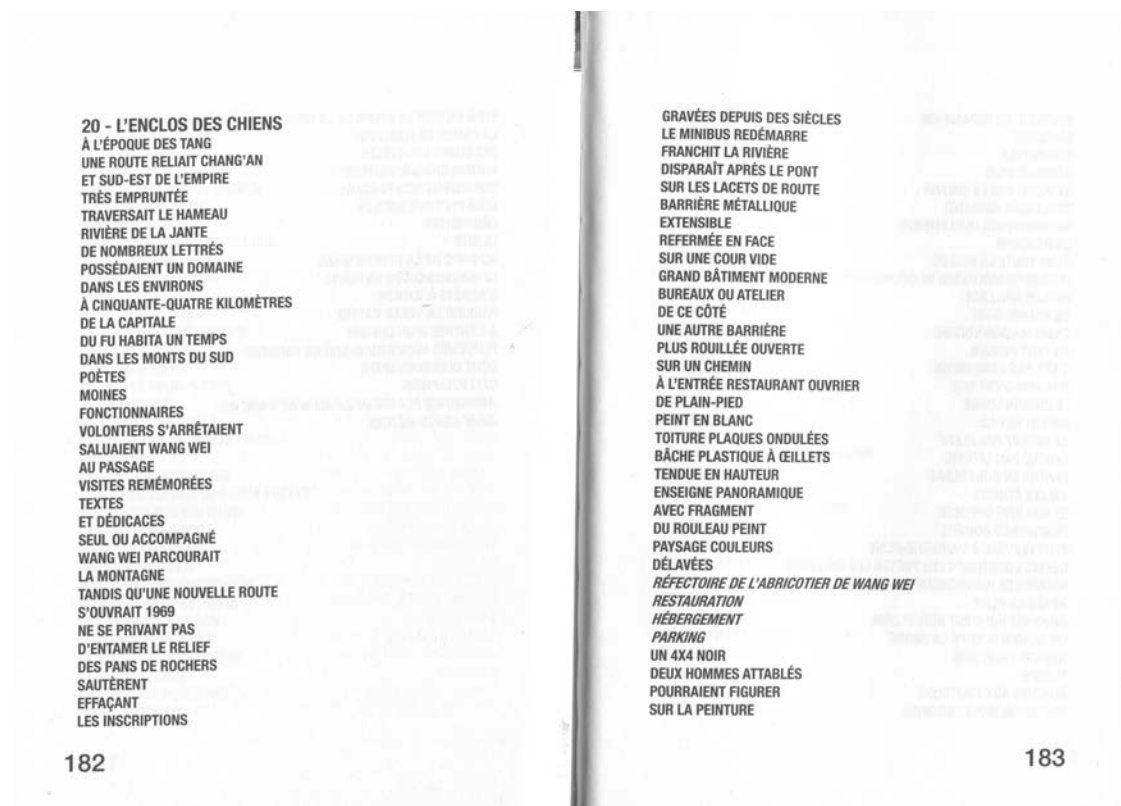 20 - L'ENCLOS DES CHIENS
À L'ÉPOQUE DES TANG
UNE ROUTE RELIAIT CHANG'AN
ET SUD-EST DE L'EMPIRE
TRÈS EMPRUNTÉE
TRAVERSAIT LE HAMEAU
RIVIÈRE DE LA JANTE
DE NOMBREUX LETTRÉS
POSSÉDAIENT UN DOMAINE
DANS LES ENVIRONS
À CINQUANTE-QUATRE KILOMÈTRES
DE LA CAPITALE
DU FU HABITA UN TEMPS
DANS LES MONTS DU SUD
POÈTES
MOINES
FONCTIONNAIRES
VOLONTIERS S'ARRÊTAIENT
SALUAIENT WANG WEI
AU PASSAGE
VISITES REMÉMORÉES
TEXTES
ET DÉDICACES
SEUL OU ACCOMPAGNÉ
WANG WEI PARCOURAIT
LA MONTAGNE
TANDIS QU'UNE NOUVELLE ROUTE
S'OUVRAIT 1969
NE SE PRIVANT PAS
D'ENTAMER LE RELIEF
DES PANS DE ROCHERS
SAUTÈRENT
EFFAÇANT
LES INSCRIPTIONS
182
GRAVÉES DEPUIS DES SIÈCLES
LE MINIBUS REDÉMARRE
FRANCHIT LA RIVIÈRE
DISPARAÎT APRÈS LE PONT
SUR LES LACETS DE ROUTE
BARRIÈRE MÉTALLIQUE
EXTENSIBLE
REFERMÉE EN FACE
SUR UNE COUR VIDE
GRAND BÂTIMENT MODERNE
BUREAUX OU ATELIER
DE CE CÔTÉ
UNE AUTRE BARRIÈRE
PLUS ROUILLÉE OUVERTE
SUR UN CHEMIN
À L'ENTRÉE RESTAURANT OUVRIER
DE PLAIN-PIED
PEINT EN BLANC
TOITURE PLAQUES ONDULÉES
BÂCHE PLASTIQUE À ŒILLETS
TENDUE EN HAUTEUR
ENSEIGNE PANORAMIQUE
AVEC FRAGMENT
DU ROULEAU PEINT
PAYSAGE COULEURS
DÉLAVÉES
RÉFECTOIRE DE L'ABRICOTIER DE WANG WEI
RESTAURATION
HÉBERGEMENT
PARKING
UN 4X4 NOIR
DEUX HOMMES ATTABLÉS
POURRAIENT FIGURER
SUR LA PEINTURE
183